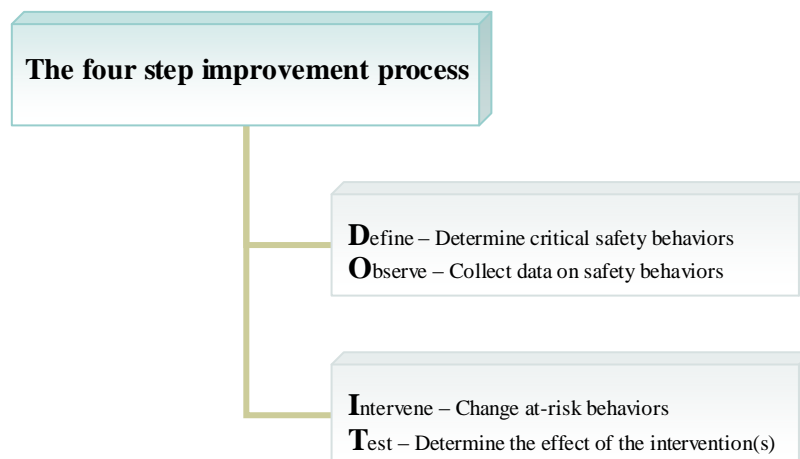 The four step improvement process
Define – Determine critical safety behaviors
Observe – Collect data on safety behaviors
Intervene – Change at-risk behaviors
Test – Determine the effect of the intervention(s)